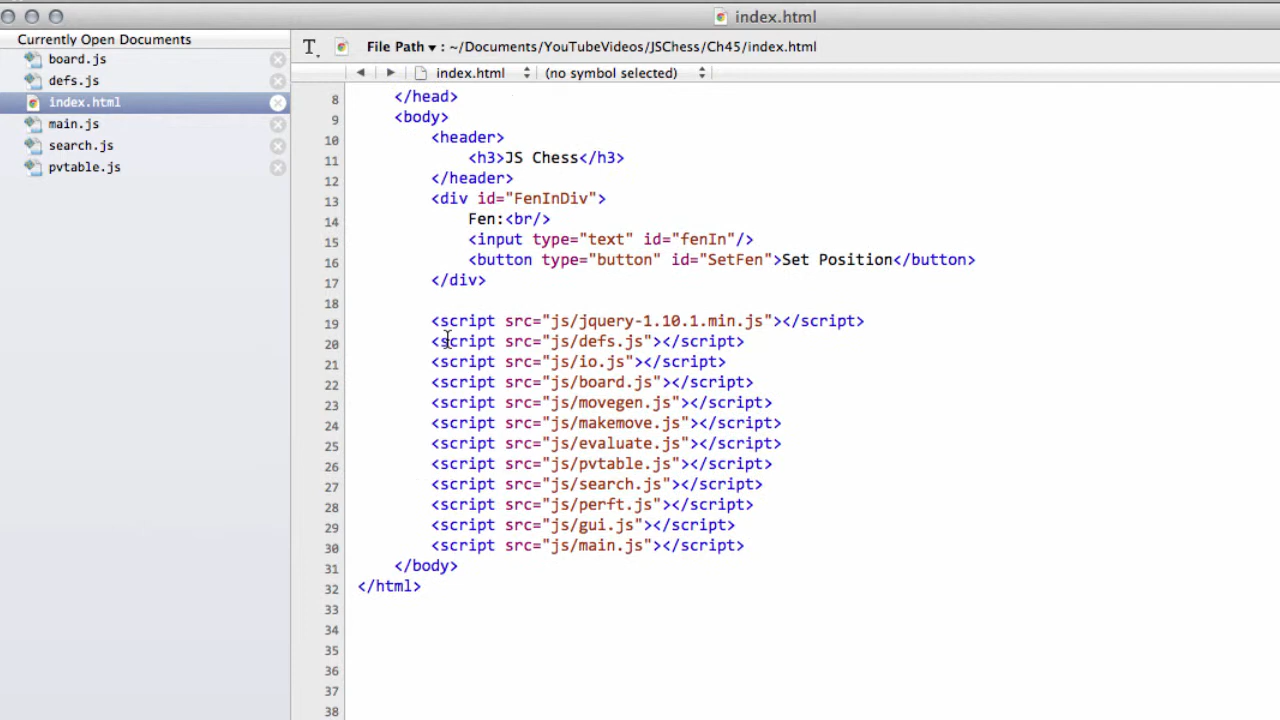 index.html
Currently Open Documents
board.js
defs.js
index.html
main.js
search.js
pvtable.js
T File Path ▾ : ~/Documents/YouTubeVideos/JSChess/Ch45/index.html
index.html (no symbol selected)
8 </head>
9 <body>
10 <header>
11 <h3>JS Chess</h3>
12 </header>
13 <div id="FenInDiv">
14 Fen:<br/>
15 <input type="text" id="fenIn"/>
16 <button type="button" id="SetFen">Set Position</button>
17 </div>
18
19 <script src="js/jquery-1.10.1.min.js"></script>
20 <script src="js/defs.js"></script>
21 <script src="js/io.js"></script>
22 <script src="js/board.js"></script>
23 <script src="js/movegen.js"></script>
24 <script src="js/makemove.js"></script>
25 <script src="js/evaluate.js"></script>
26 <script src="js/pvtable.js"></script>
27 <script src="js/search.js"></script>
28 <script src="js/perft.js"></script>
29 <script src="js/gui.js"></script>
30 <script src="js/main.js"></script>
31 </body>
32 </html>
33
34
35
36
37
38